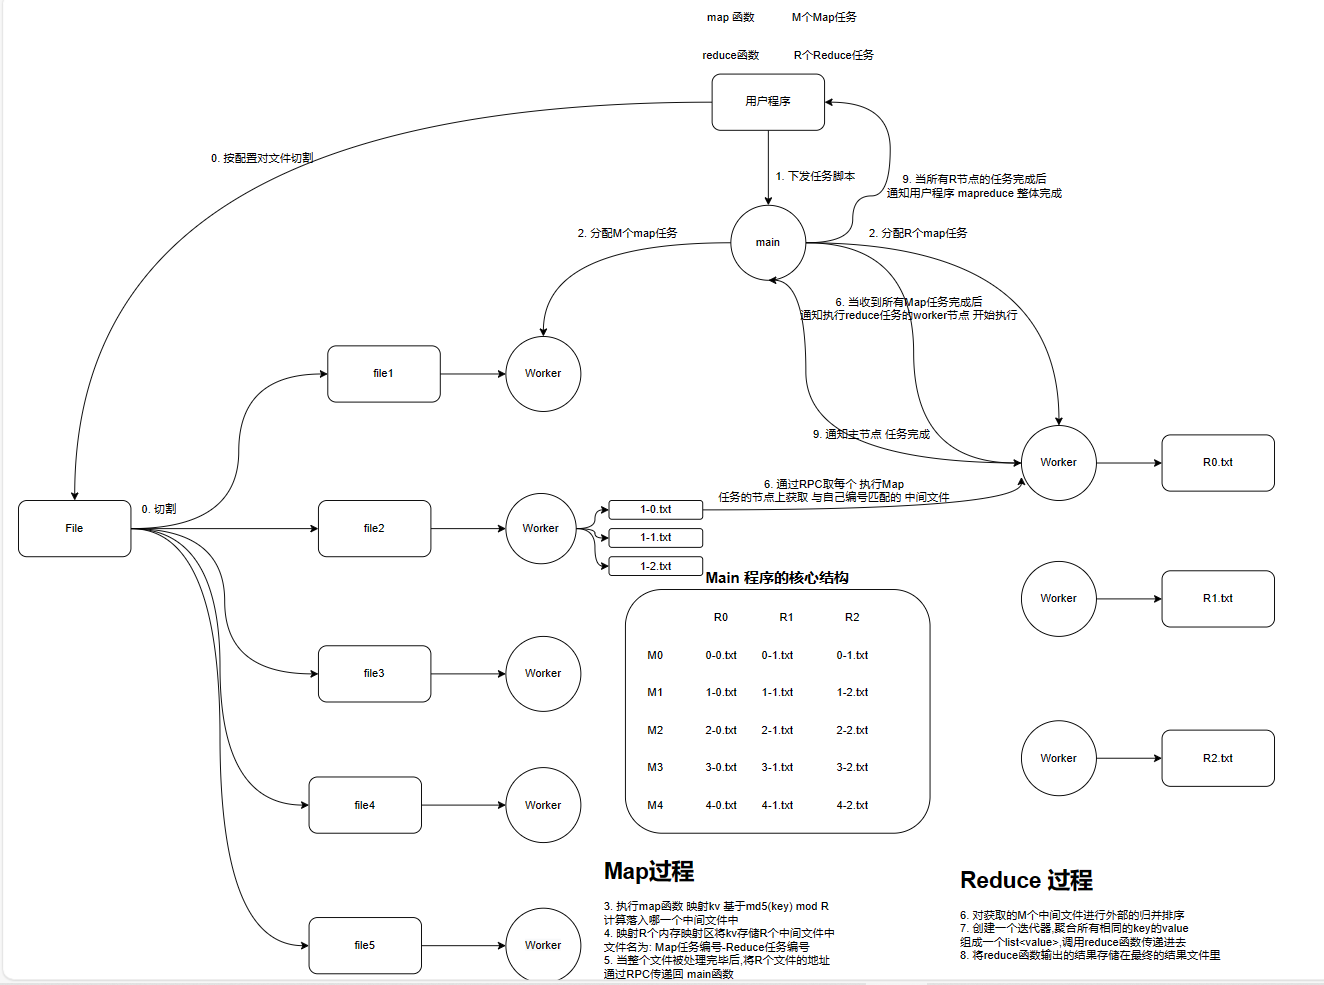 map 函数
M个Map任务
reduce函数
R个Reduce任务
用户程序
0. 按配置对文件切割
1. 下发任务脚本
9. 当所有R节点的任务完成后
通知用户程序 mapreduce 整体完成
2. 分配M个map任务
main
2. 分配R个map任务
6. 当收到所有Map任务完成后
通知执行reduce任务的worker节点 开始执行
file1
Worker
9. 通知主节点 任务完成
Worker
R0.txt
6. 通过RPC取每个 执行Map
任务的节点上获取 与自己编号匹配的 中间文件
0. 切割
File
file2
Worker
1-0.txt
1-1.txt
1-2.txt
Main 程序的核心结构
R0 R1 R2
M0 0-0.txt 0-1.txt 0-1.txt
M1 1-0.txt 1-1.txt 1-2.txt
M2 2-0.txt 2-1.txt 2-2.txt
M3 3-0.txt 3-1.txt 3-2.txt
M4 4-0.txt 4-1.txt 4-2.txt
Worker
R1.txt
file3
Worker
Worker
R2.txt
file4
Worker
file5
Worker
Map过程
3. 执行map函数 映射kv 基于md5(key) mod R
计算落入哪一个中间文件中
4. 映射R个内存映射区将kv存储R个中间文件中
文件名为: Map任务编号-Reduce任务编号
5. 当整个文件被处理完毕后,将R个文件的地址
通过RPC传递回 main函数
Reduce 过程
6. 对获取的M个中间文件进行外部的归并排序
7. 创建一个迭代器,聚合所有相同的key的value
组成一个list&lt;value&gt;,调用reduce函数传递进去
8. 将reduce函数输出的结果存储在最终的结果文件里